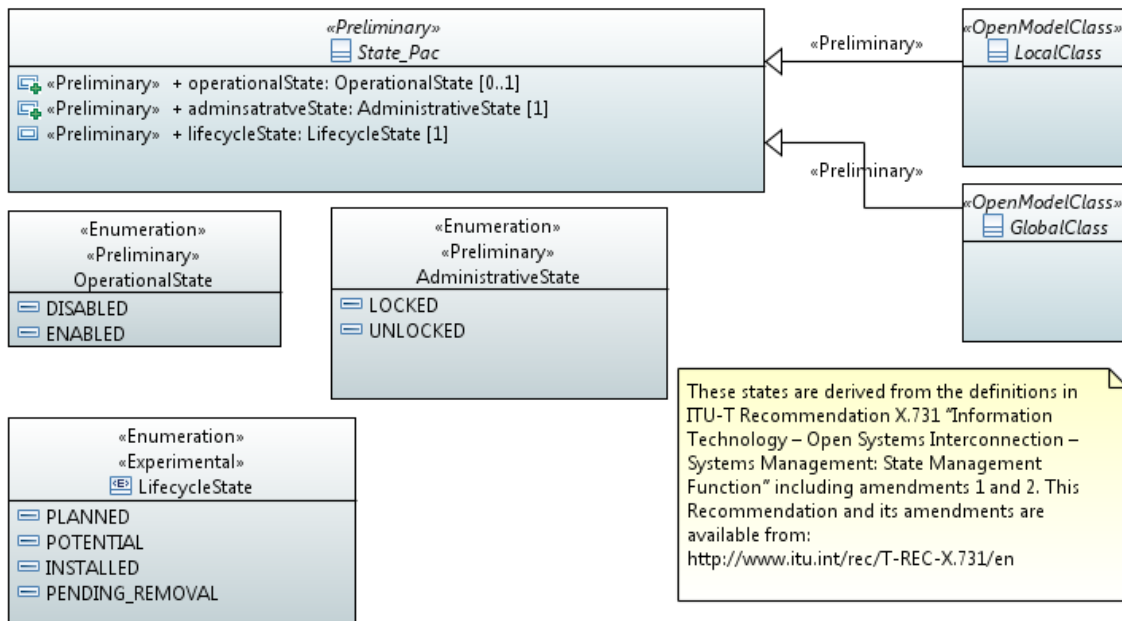 «Preliminary»
State_Pac
«Preliminary» + operationalState: OperationalState [0..1]
«Preliminary» + adminsatratveState: AdministrativeState [1]
«Preliminary» + lifecycleState: LifecycleState [1]
«Preliminary»
«OpenModelClass»
LocalClass
«Preliminary»
«OpenModelClass»
GlobalClass
«Enumeration»
«Preliminary»
OperationalState
DISABLED
ENABLED
«Enumeration»
«Preliminary»
AdministrativeState
LOCKED
UNLOCKED
«Enumeration»
«Experimental»
«E» LifecycleState
PLANNED
POTENTIAL
INSTALLED
PENDING_REMOVAL
These states are derived from the definitions in
ITU-T Recommendation X.731 "Information
Technology – Open Systems Interconnection –
Systems Management: State Management
Function" including amendments 1 and 2. This
Recommendation and its amendments are
available from:
http://www.itu.int/rec/T-REC-X.731/en